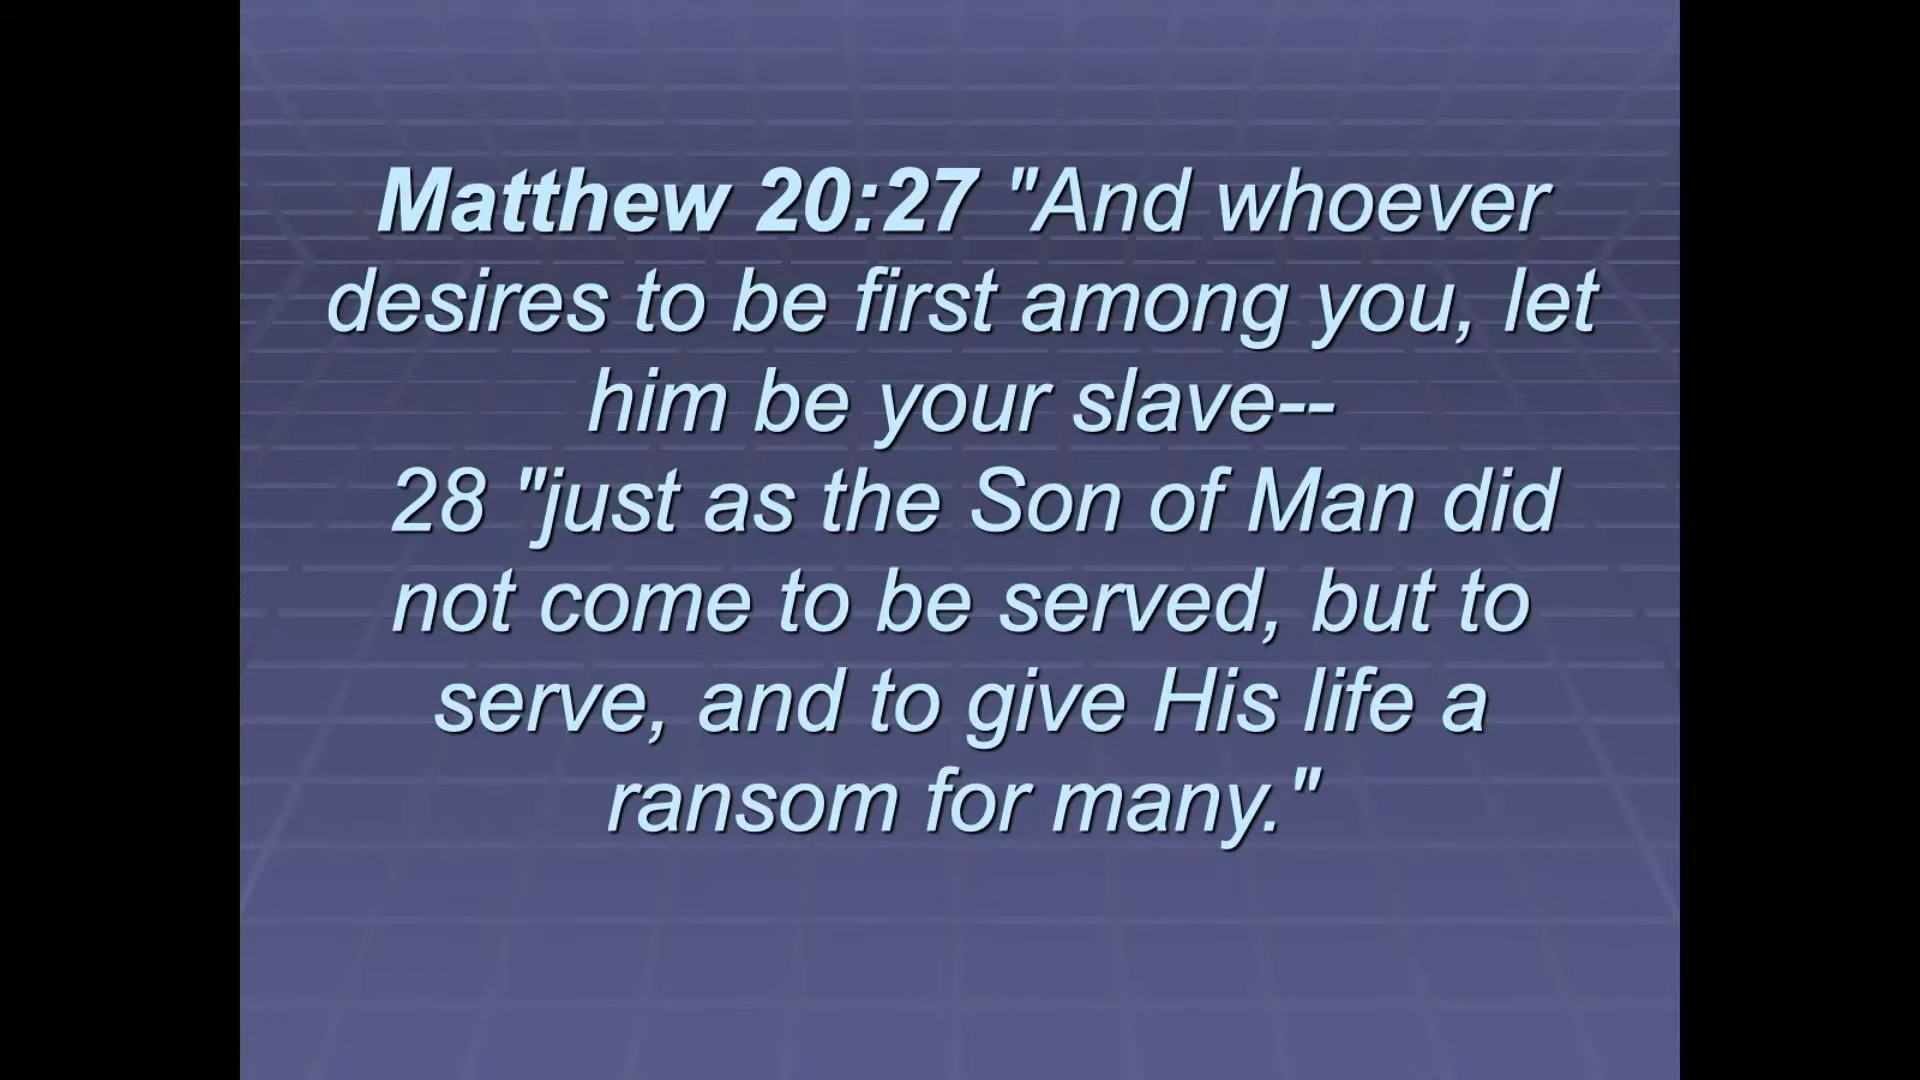 Matthew 20:27 "And whoever
desires to be first among you, let
him be your slave--
28 "just as the Son of Man did
not come to be served, but to
serve, and to give His life a
ransom for many."